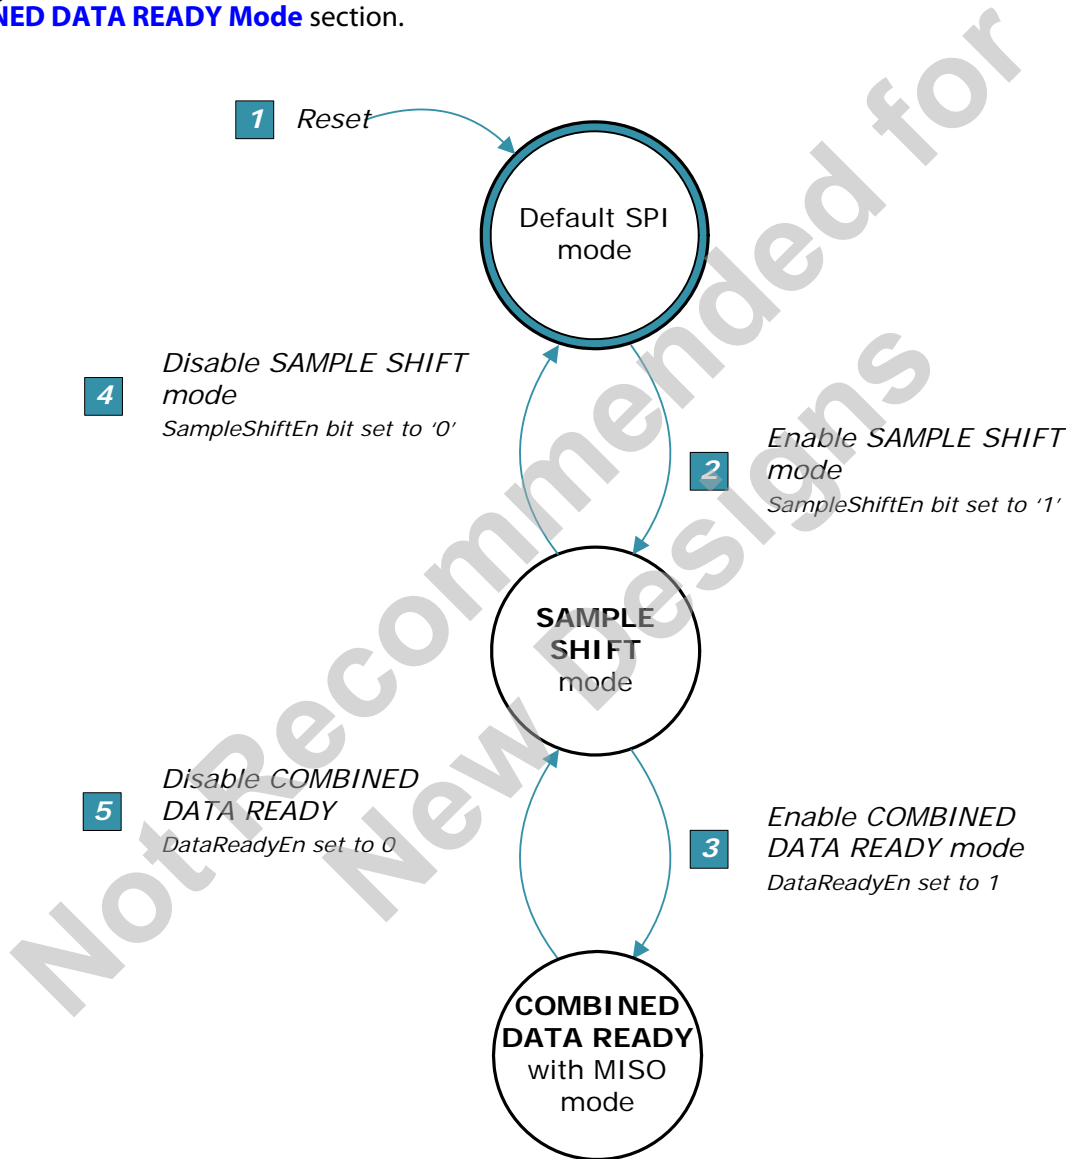 NED DATA READY Mode section.
1 Reset
Default SPI
mode
4
Disable SAMPLE SHIFT
mode
SampleShiftEn bit set to ‘0’
2
Enable SAMPLE SHIFT
mode
SampleShiftEn bit set to ‘1’
SAMPLE
SHIFT
mode
5
Disable COMBINED
DATA READY
DataReadyEn set to 0
3
Enable COMBINED
DATA READY mode
DataReadyEn set to 1
COMBINED
DATA READY
with MISO
mode
Not Recommended for
New Designs